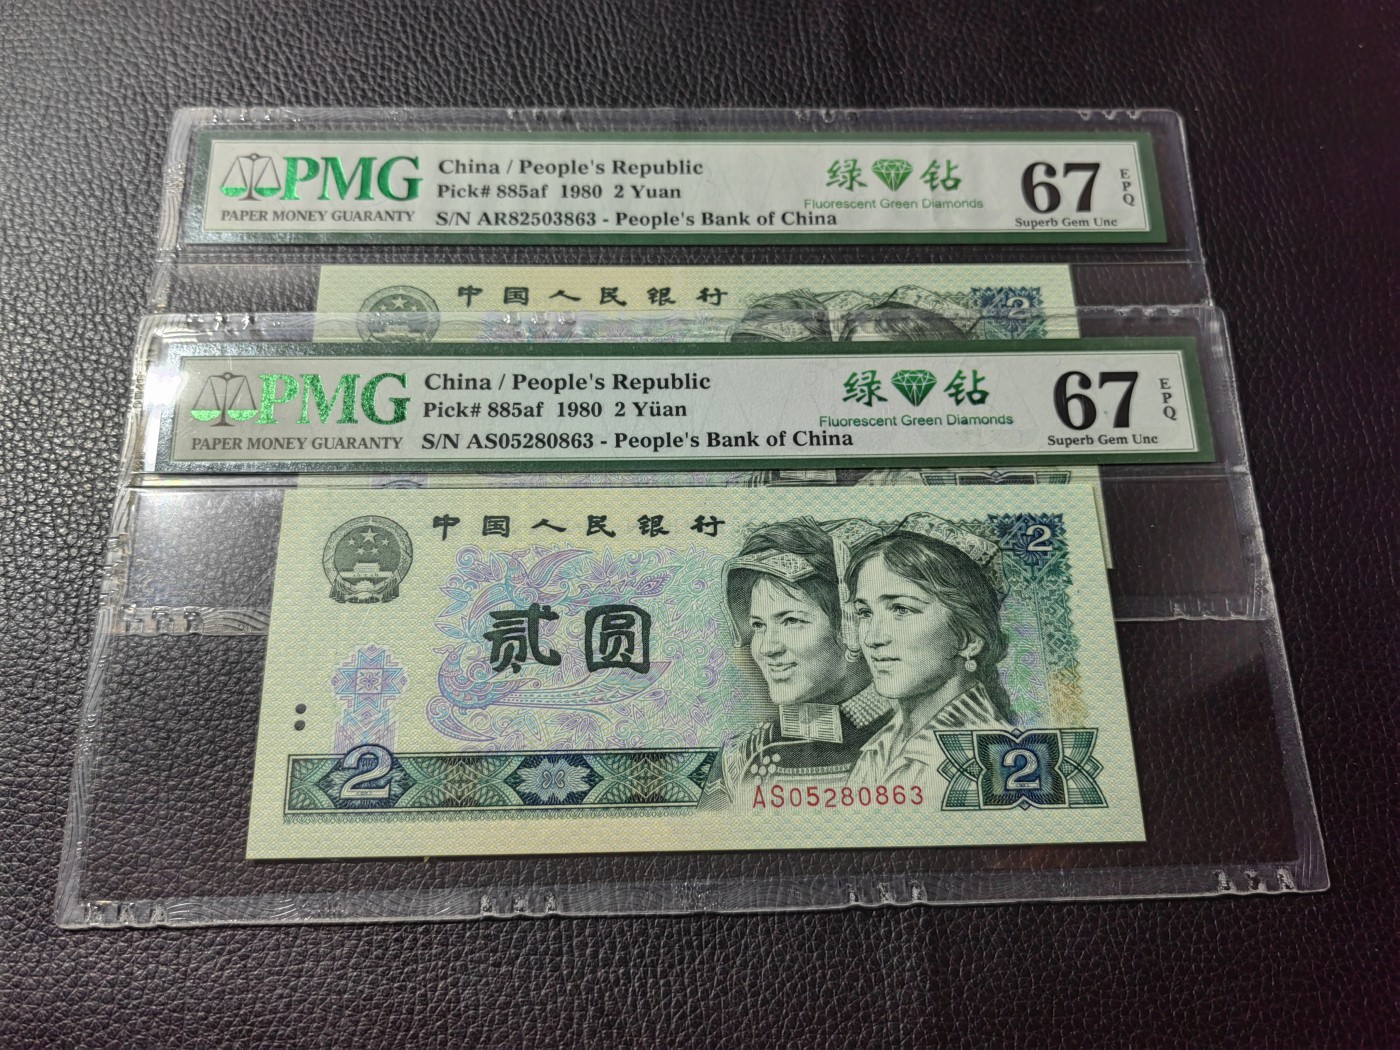 PMG
PAPER MONEY GUARANTY
China / People's Republic
Pick# 885af 1980 2 Yuan
S/N AR82503863 - People's Bank of China
绿 钻
Fluorescent Green Diamonds
67
EPQ
Superb Gem Unc
中国人民银行
2
PMG
PAPER MONEY GUARANTY
China / People's Republic
Pick# 885af 1980 2 Yüan
S/N AS05280863 - People's Bank of China
绿 钻
Fluorescent Green Diamonds
67
EPQ
Superb Gem Unc
中国人民银行
2
贰圆
2
AS05280863
2